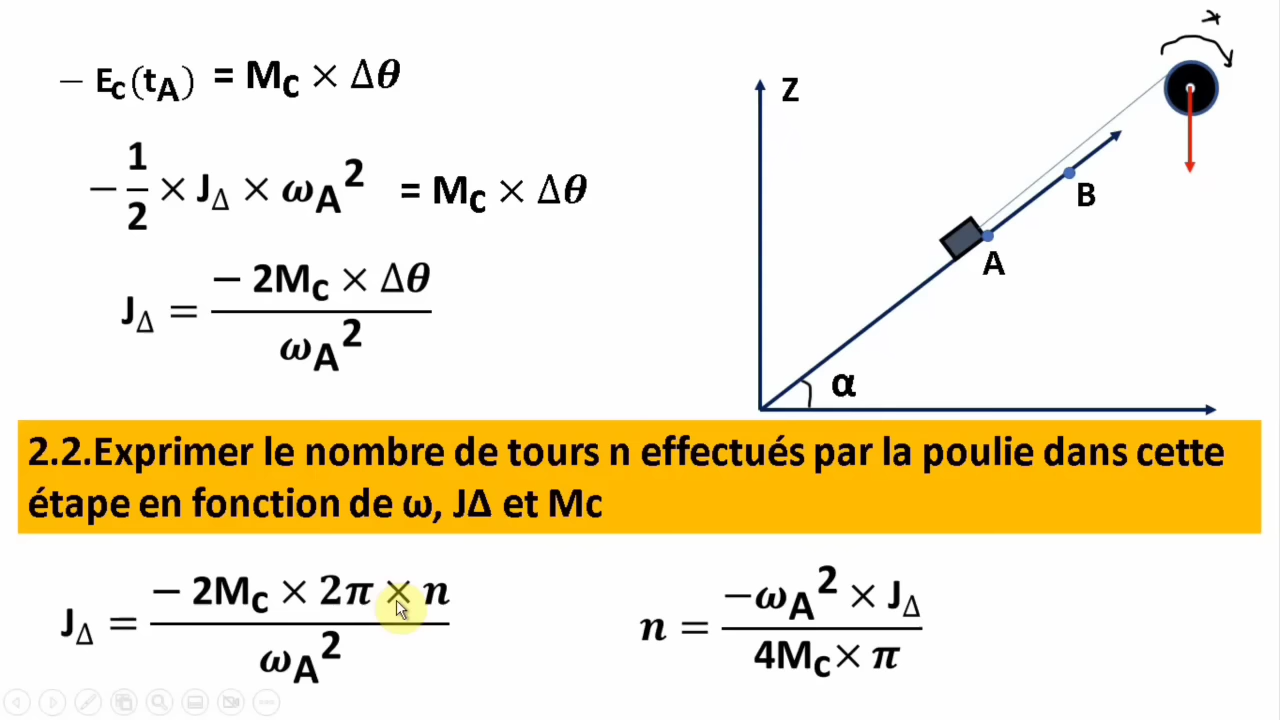 − Ec(tA) = Mc × Δθ
− 1/2 × JΔ × ωA² = Mc × Δθ
JΔ = − 2Mc × Δθ / ωA²
Z
B
A
α
2.2.Exprimer le nombre de tours n effectués par la poulie dans cette
étape en fonction de ω, JΔ et Mc
JΔ = − 2Mc × 2π × n / ωA²
n = −ωA² × JΔ / 4Mc × π